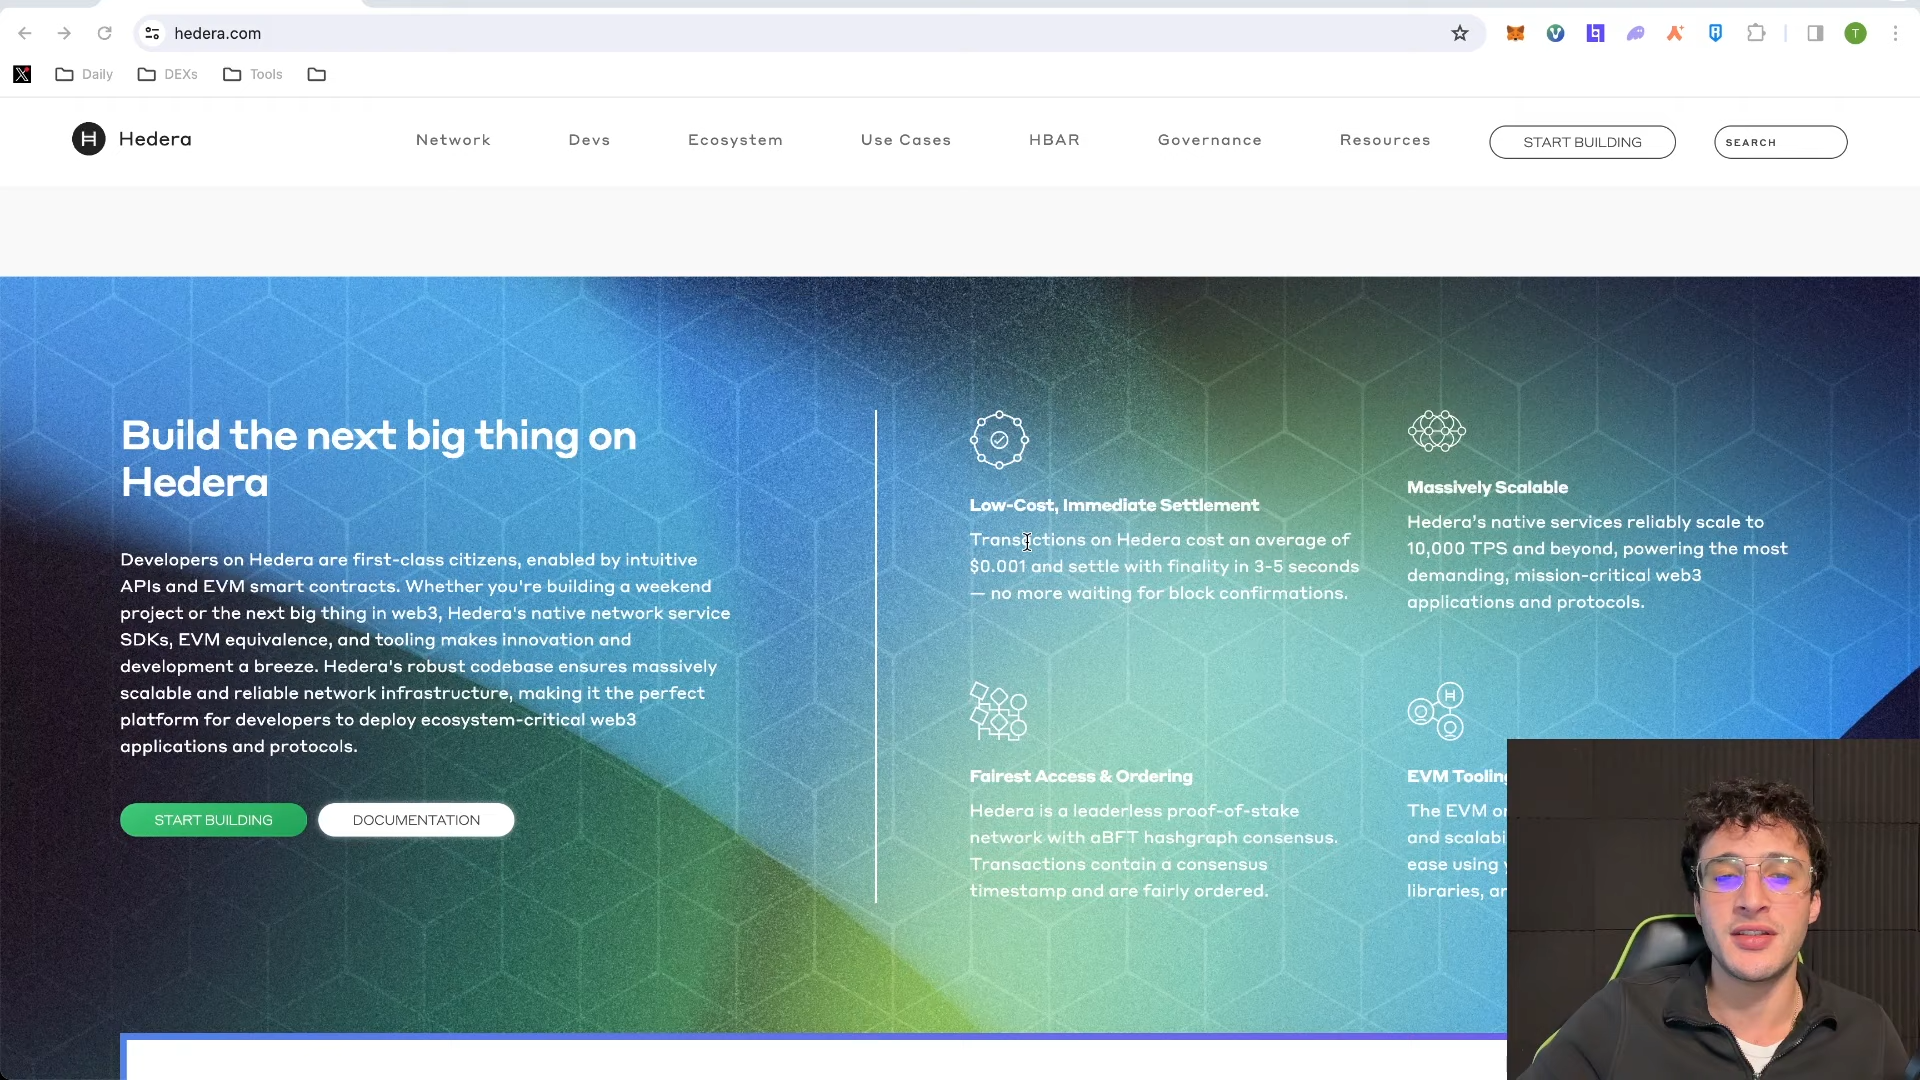 hedera.com
Daily
DEXs
Tools
T
Hedera
Network
Devs
Ecosystem
Use Cases
HBAR
Governance
Resources
START BUILDING
SEARCH
Build the next big thing on
Hedera
Developers on Hedera are first-class citizens, enabled by intuitive
APIs and EVM smart contracts. Whether you're building a weekend
project or the next big thing in web3, Hedera's native network service
SDKs, EVM equivalence, and tooling makes innovation and
development a breeze. Hedera's robust codebase ensures massively
scalable and reliable network infrastructure, making it the perfect
platform for developers to deploy ecosystem-critical web3
applications and protocols.
START BUILDING
DOCUMENTATION
Low-Cost, Immediate Settlement
Transactions on Hedera cost an average of
$0.001 and settle with finality in 3-5 seconds
— no more waiting for block confirmations.
Massively Scalable
Hedera's native services reliably scale to
10,000 TPS and beyond, powering the most
demanding, mission-critical web3
applications and protocols.
Fairest Access & Ordering
Hedera is a leaderless proof-of-stake
network with aBFT hashgraph consensus.
Transactions contain a consensus
timestamp and are fairly ordered.
EVM Tooling
The EVM
and
ease using
libraries,